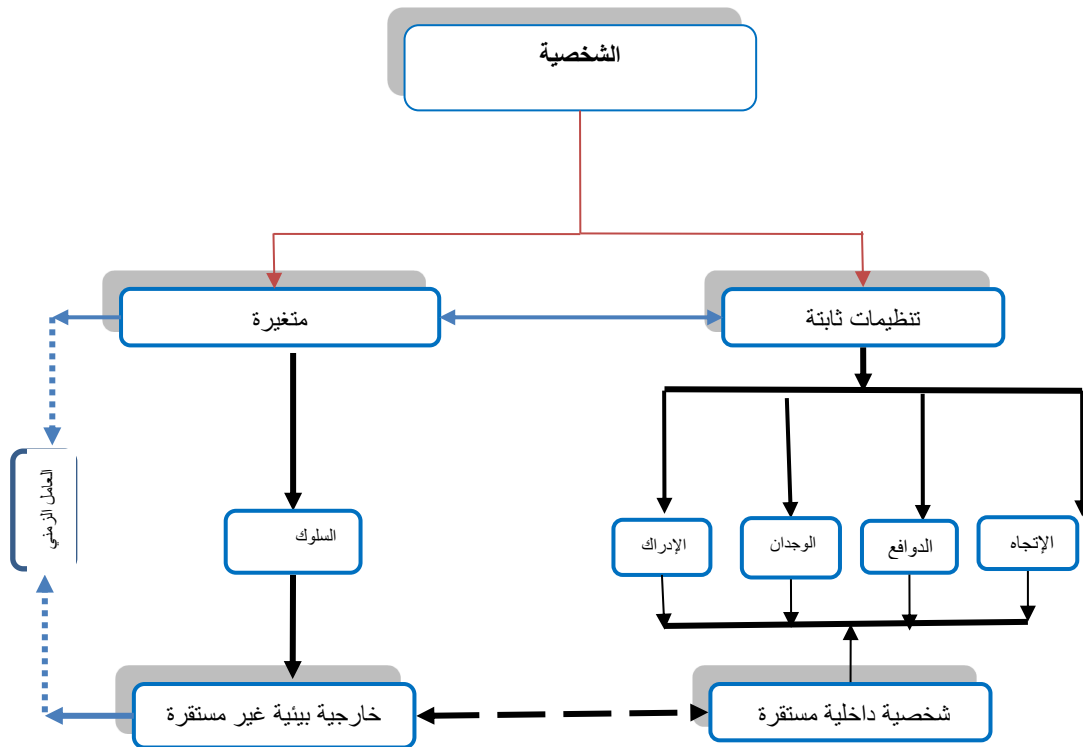 الشخصية
تنظيمات ثابتة
متغيرة
العامل الزمني
السلوك
الإتجاه
الدوافع
الوجدان
الإدراك
شخصية داخلية مستقرة
خارجية بيئية غير مستقرة